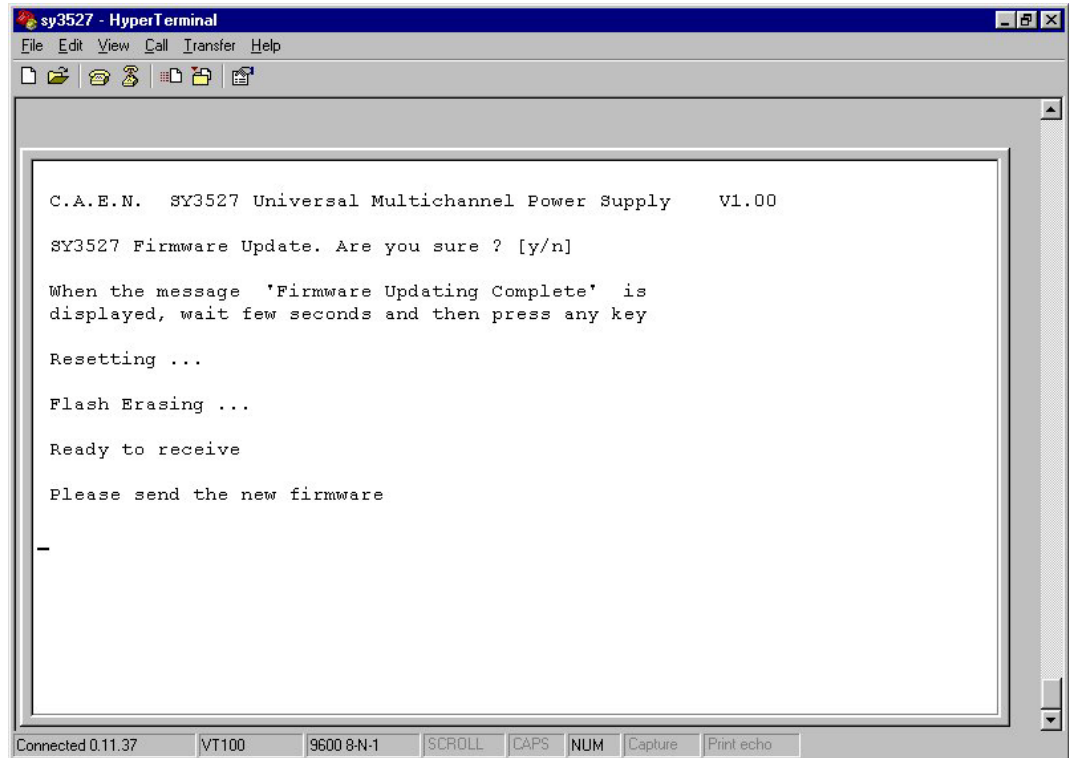 sy3527 - HyperTerminal
File Edit View Call Transfer Help
C.A.E.N. SY3527 Universal Multichannel Power Supply V1.00
SY3527 Firmware Update. Are you sure ? [y/n]
When the message 'Firmware Updating Complete' is
displayed, wait few seconds and then press any key
Resetting ...
Flash Erasing ...
Ready to receive
Please send the new firmware
Connected 0.11.37 VT100 9600 8-N-1 SCROLL CAPS NUM Capture Print echo